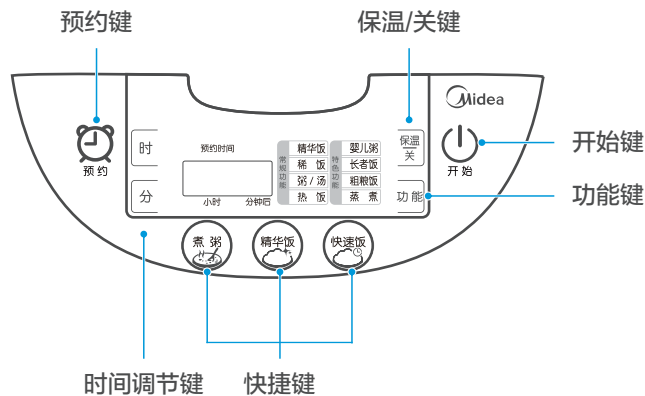 预约键
保温/关键
Midea
时
预约时间
精华饭
婴儿粥
保温
关
开始键
常规功能
稀饭
特色功能
长者饭
预约
粥/汤
粗粮饭
开始
分
小时
分钟后
热饭
蒸煮
功能
功能键
煮粥
精华饭
快速饭
时间调节键
快捷键